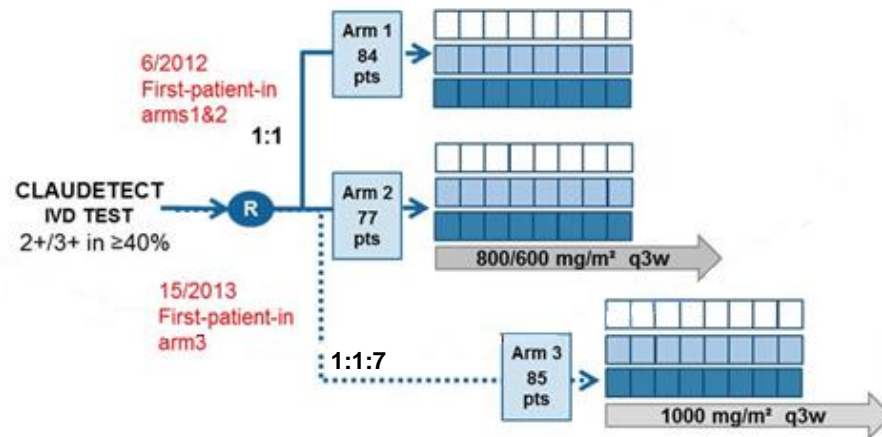 Arm 1
84
pts
6/2012
First-patient-in
arms1&2
1:1
CLAUDETECT
IVD TEST
2+/3+ in ≥40%
R
Arm 2
77
pts
800/600 mg/m² q3w
15/2013
First-patient-in
arm3
1:1:7
Arm 3
85
pts
1000 mg/m² q3w